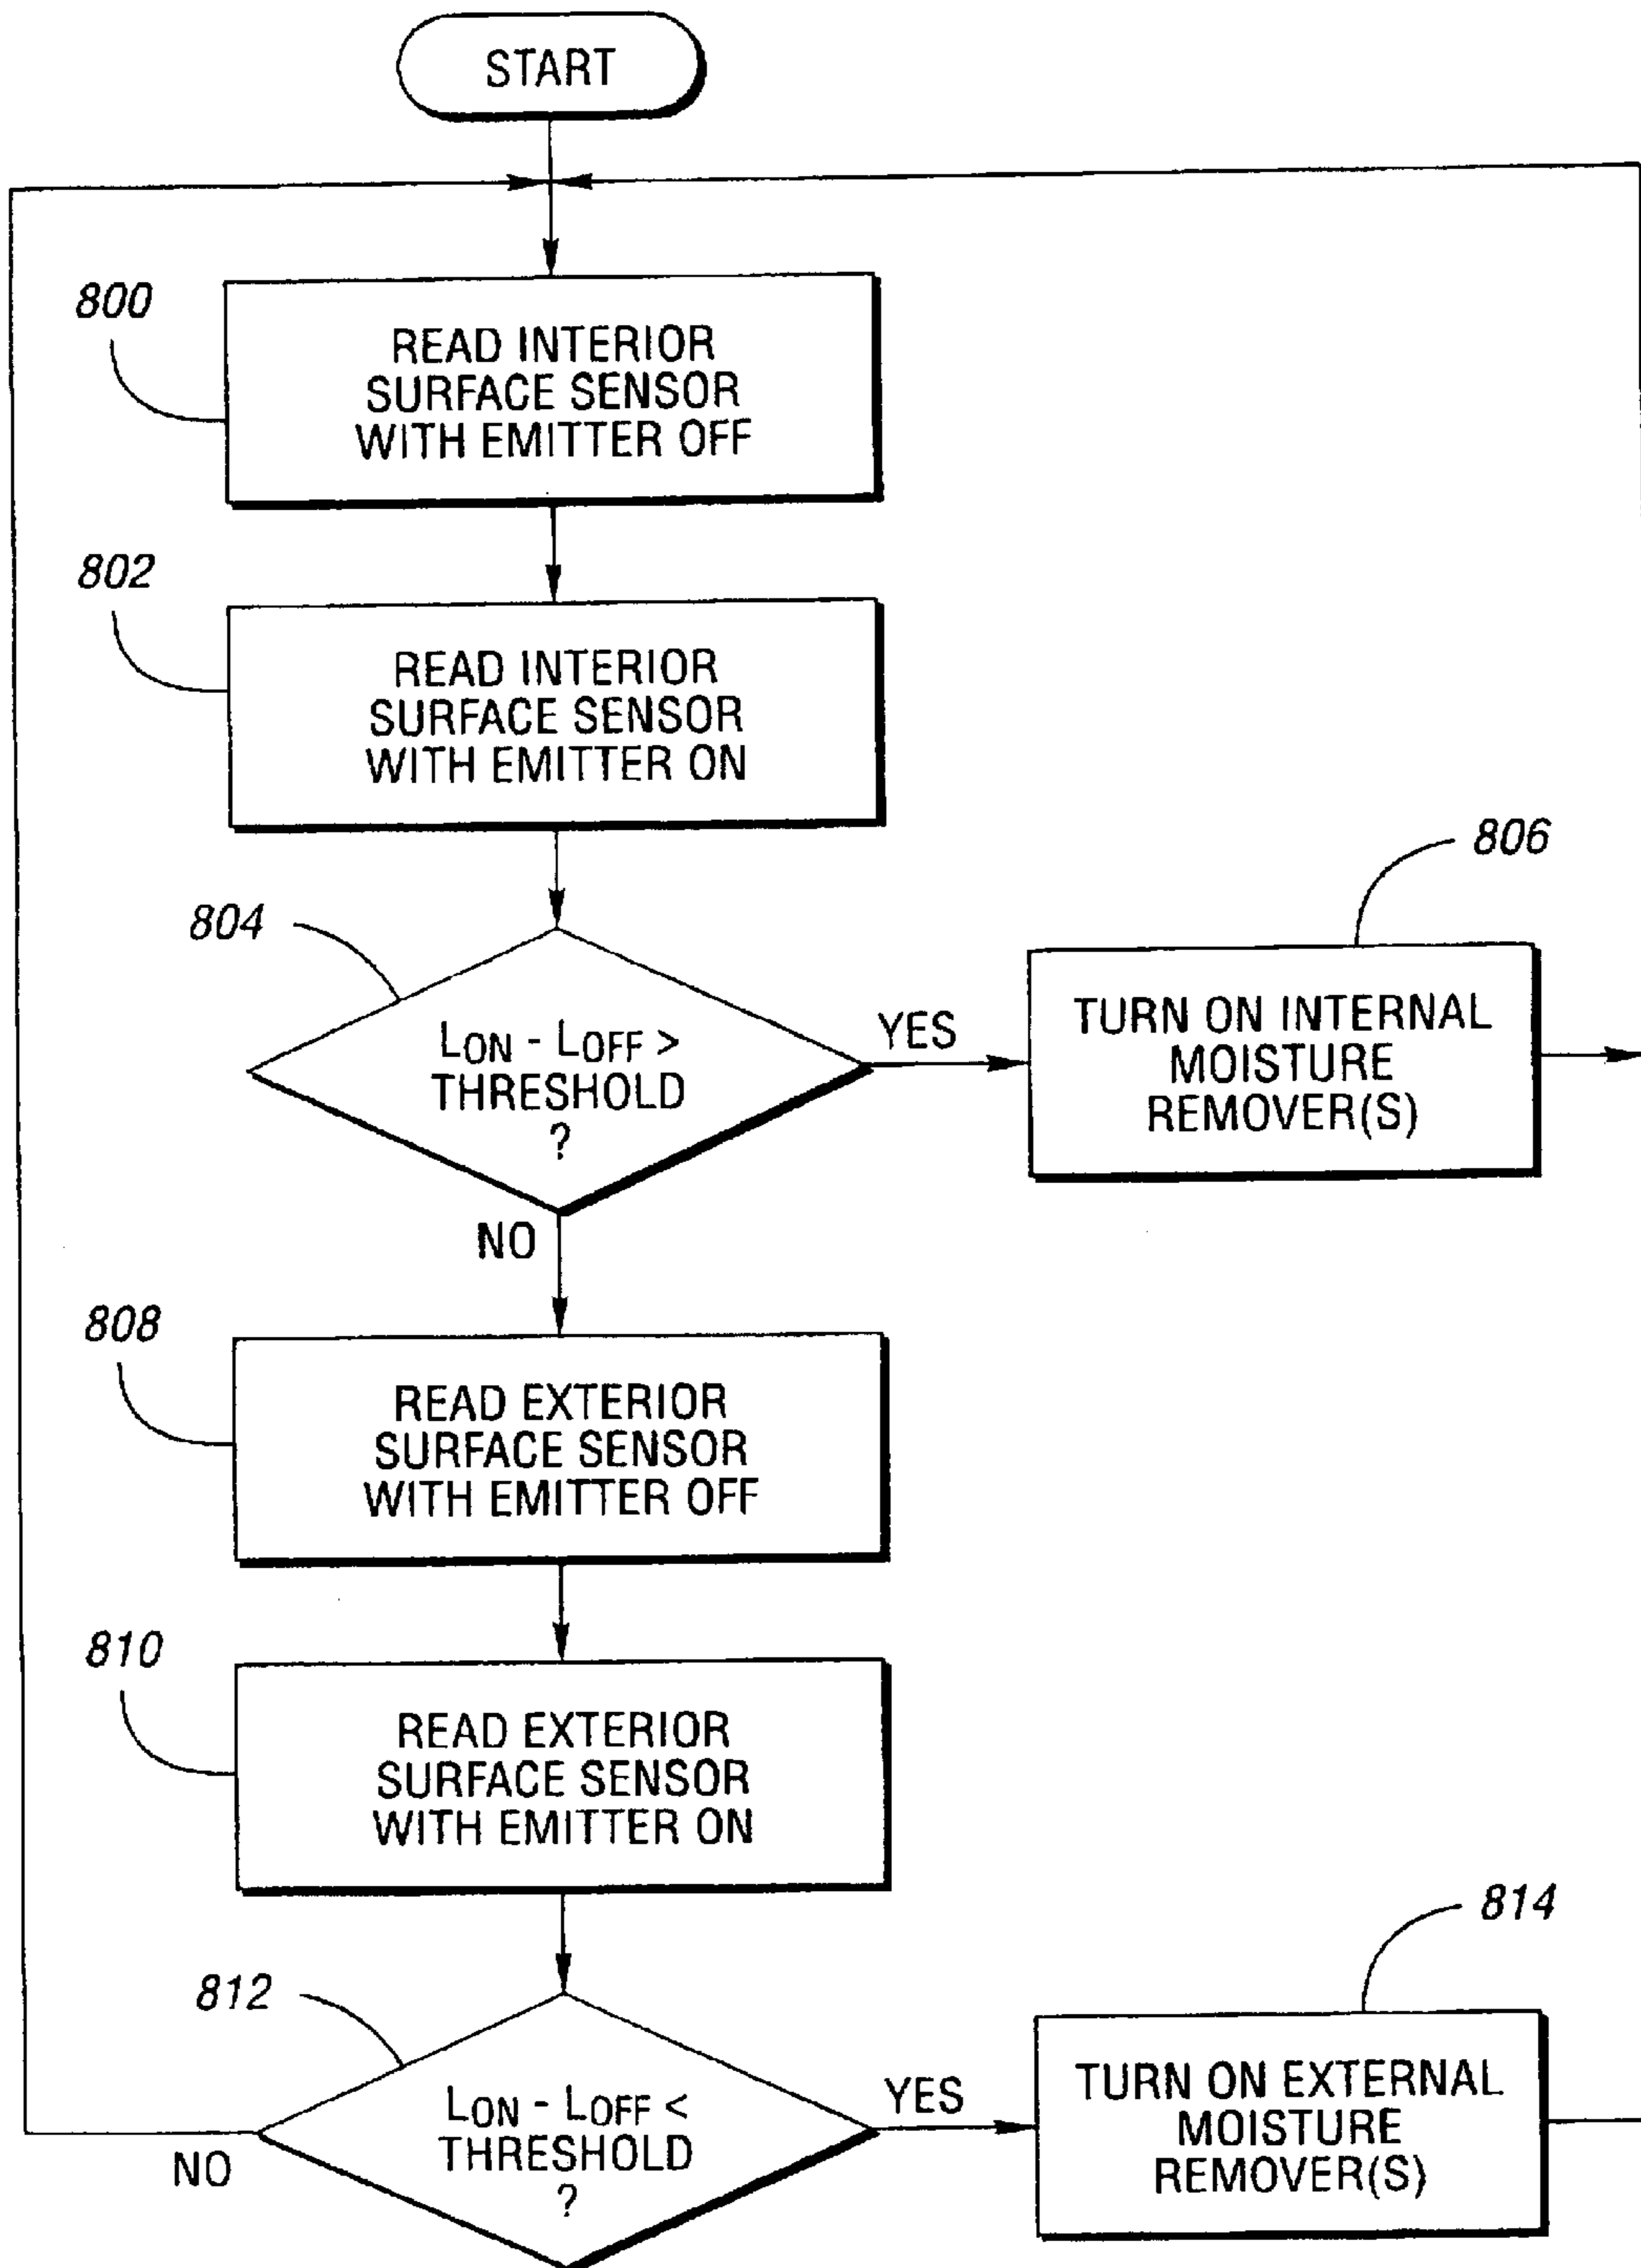 START
800
READ INTERIOR
SURFACE SENSOR
WITH EMITTER OFF
802
READ INTERIOR
SURFACE SENSOR
WITH EMITTER ON
804
LON - LOFF >
THRESHOLD
?
YES
806
TURN ON INTERNAL
MOISTURE
REMOVER(S)
NO
808
READ EXTERIOR
SURFACE SENSOR
WITH EMITTER OFF
810
READ EXTERIOR
SURFACE SENSOR
WITH EMITTER ON
812
LON - LOFF <
THRESHOLD
?
NO
YES
814
TURN ON EXTERNAL
MOISTURE
REMOVER(S)